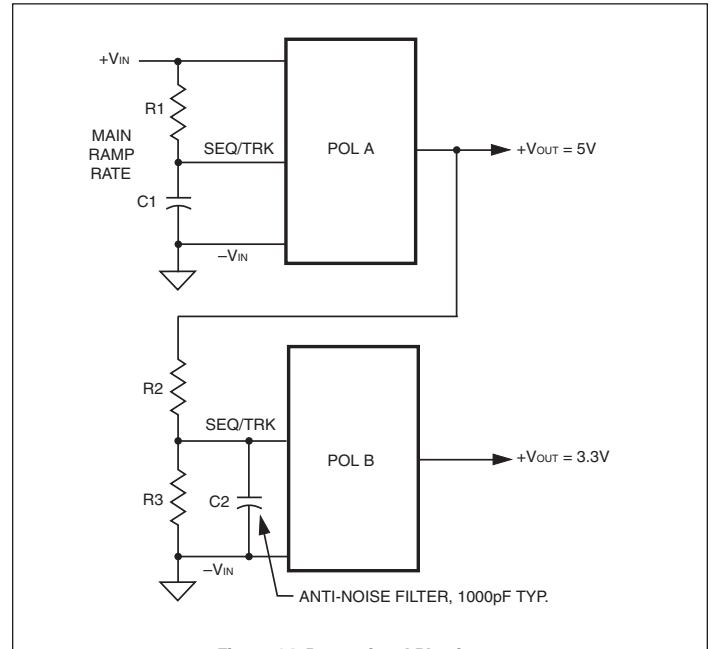 +VIN
R1
MAIN
RAMP
RATE
SEQ/TRK
POL A
+VOUT = 5V
C1
–VIN
R2
SEQ/TRK
POL B
+VOUT = 3.3V
R3
C2
–VIN
ANTI-NOISE FILTER, 1000pF TYP.